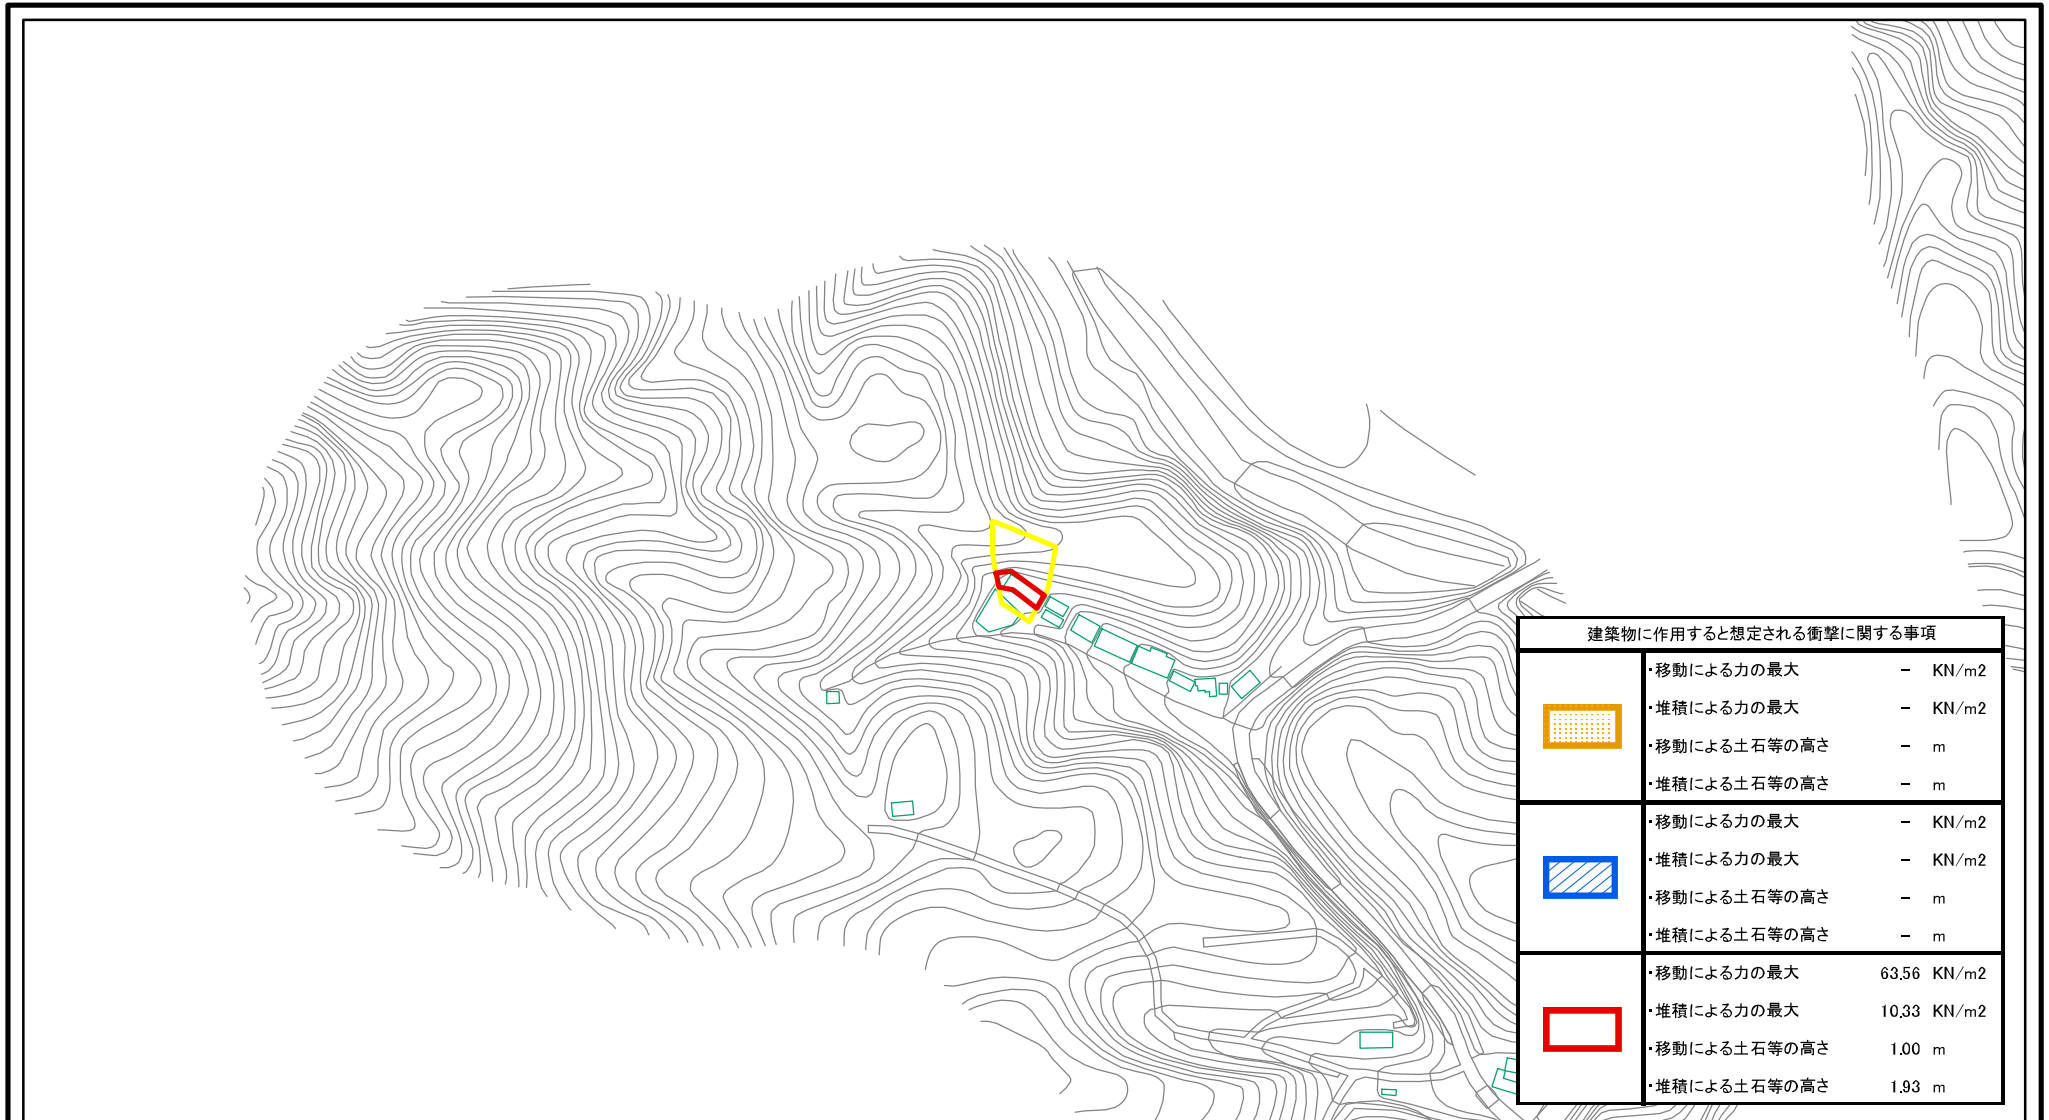 建築物に作用すると想定される衝撃に関する事項
・移動による力の最大 − KN/m2
・堆積による力の最大 − KN/m2
・移動による土石等の高さ − m
・堆積による土石等の高さ − m
・移動による力の最大 − KN/m2
・堆積による力の最大 − KN/m2
・移動による土石等の高さ − m
・堆積による土石等の高さ − m
・移動による力の最大 63.56 KN/m2
・堆積による力の最大 10.33 KN/m2
・移動による土石等の高さ 1.00 m
・堆積による土石等の高さ 1.93 m